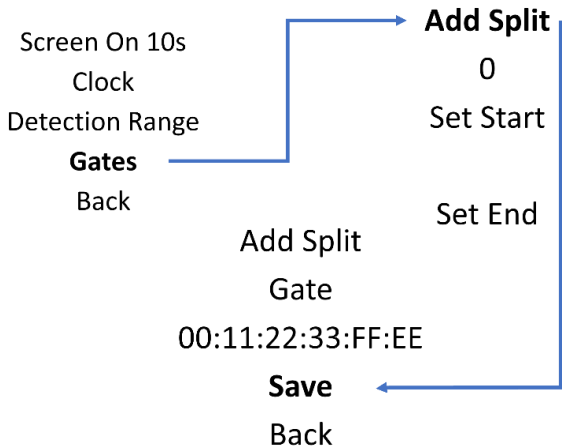 Screen On 10s
Clock
Detection Range
Gates
Back
Add Split
0
Set Start
Set End
Add Split
Gate
00:11:22:33:FF:EE
Save
Back